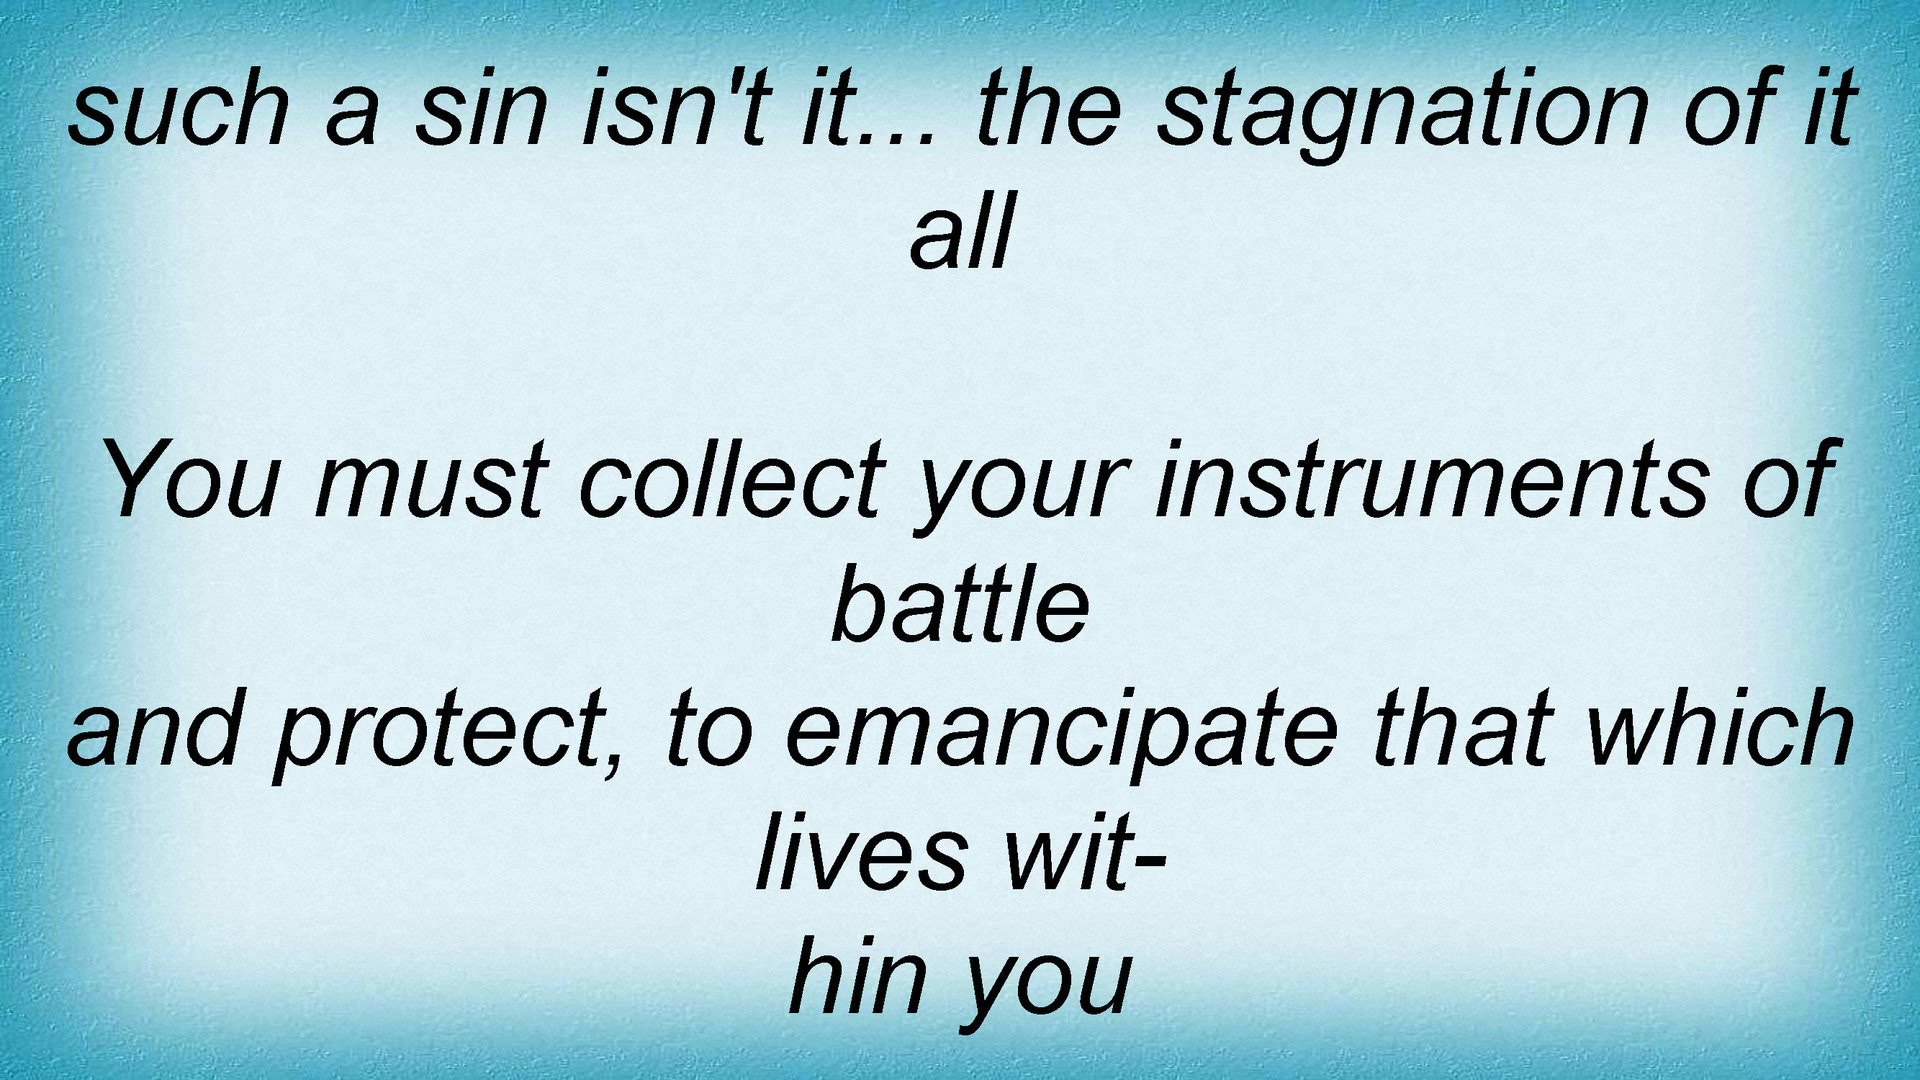 such a sin isn't it... the stagnation of it
all
You must collect your instruments of
battle
and protect, to emancipate that which
lives wit-
hin you